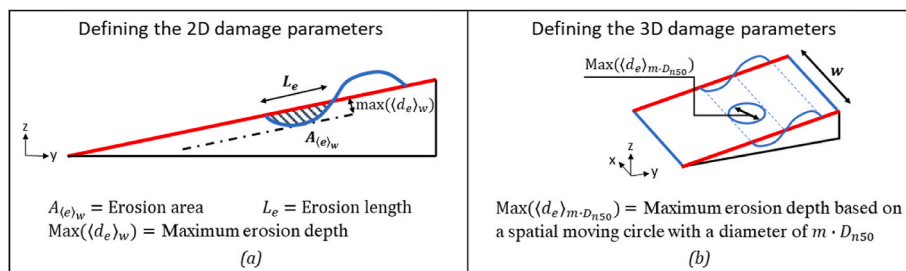 Defining the 2D damage parameters
L_e
max(⟨d_e⟩_w)
A_⟨e⟩_w
z
y
A_⟨e⟩_w = Erosion area
L_e = Erosion length
Max(⟨d_e⟩_w) = Maximum erosion depth
(a)
Defining the 3D damage parameters
Max(⟨d_e⟩_m·D_n50)
w
z
x
y
Max(⟨d_e⟩_m·D_n50) = Maximum erosion depth based on
a spatial moving circle with a diameter of m · D_n50
(b)